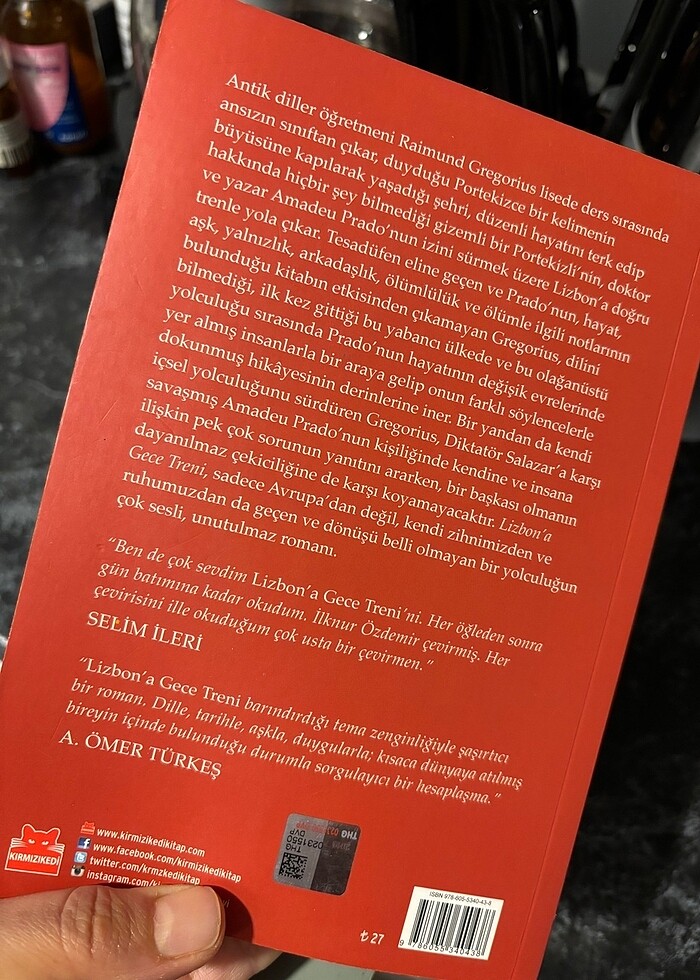 Antik diller öğretmeni Raimund Gregorius lisede ders sırasında
ansızın sınıftan çıkar, duyduğu Portekizce bir kelimenin
büyüsüne kapılarak yaşadığı şehri, düzenli hayatını terk edip
hakkında hiçbir şey bilmediği gizemli bir Portekizli'nin, doktor
ve yazar Amadeu Prado'nun izini sürmek üzere Lizbon'a doğru
trenle yola çıkar. Tesadüfen eline geçen ve Prado'nun, hayat,
aşk, yalnızlık, arkadaşlık, ölümlülük ve ölümle ilgili notlarının
bulunduğu kitabın etkisinden çıkamayan Gregorius, dilini
bilmediği, ilk kez gittiği bu yabancı ülkede ve bu olağanüstü
yolculuğu sırasında Prado'nun hayatının değişik evrelerinde
yer almış insanlarla bir araya gelip onun farklı söylencelerle
dokunmuş hikâyesinin derinlerine iner. Bir yandan da kendi
içsel yolculuğunu sürdüren Gregorius, Diktatör Salazar'a karşı
savaşmış Amadeu Prado'nun kişiliğinde kendine ve insana
ilişkin pek çok sorunun yanıtını ararken, bir başkası olmanın
dayanılmaz çekiciliğine de karşı koyamayacaktır. Lizbon'a
Gece Treni, sadece Avrupa'dan değil, kendi zihnimizden ve
ruhumuzdan da geçen ve dönüşü belli olmayan bir yolculuğun
çok sesli, unutulmaz romanı.
"Ben de çok sevdim Lizbon'a Gece Treni'ni. Her öğleden sonra
gün batımına kadar okudum. İlknur Özdemir çevirmiş. Her
çevirisini ille okuduğum çok usta bir çevirmen."
SELİM İLERİ
"Lizbon'a Gece Treni barındırdığı tema zenginliğiyle şaşırtıcı
bir roman. Dille, tarihle, aşkla, duygularla; kısaca dünyaya atılmış
bireyin içinde bulunduğu durumla sorgulayıcı bir hesaplaşma."
A. ÖMER TÜRKEŞ
KIRMIZIKEDİ
www.kirmizikedikitap.com
www.facebook.com/kirmizikedikitap
twitter.com/krmzkedikitap
instagram.com/ki
THG
0231550
DVP
ISBN 978-605-5340-43-8
9 786055 340438
₺ 27